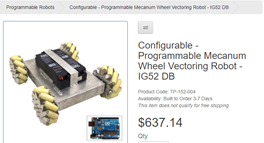 Programmable Robots
Configurable - Programmable Mecanum Wheel Vectoring Robot - IG52 DB
Configurable -
Programmable Mecanum
Wheel Vectoring Robot -
IG52 DB
Product Code: TP-152-004
Availability: Built to Order 3-7 Days
This item does not qualify for free shipping
$637.14
Qty